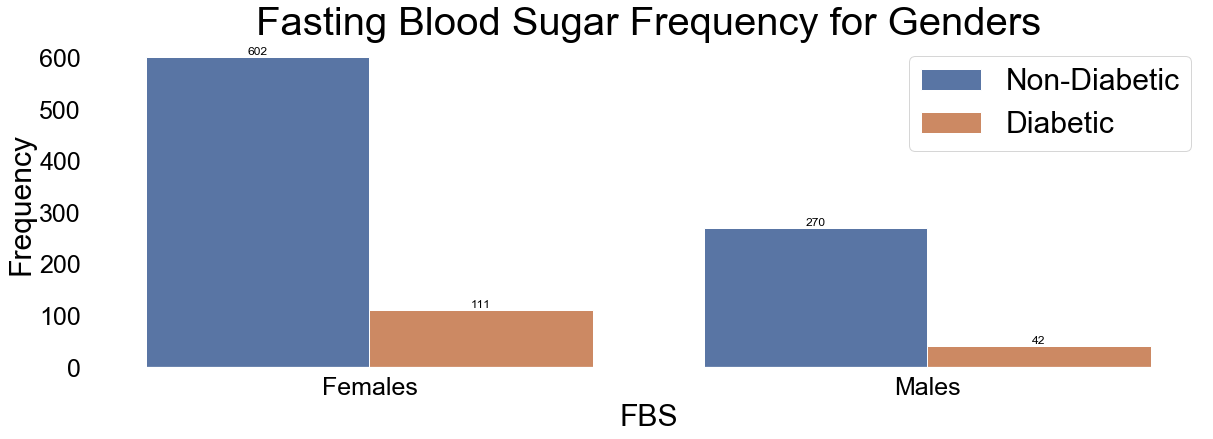 Fasting Blood Sugar Frequency for Genders
Frequency
600
500
400
300
200
100
0
602
111
270
42
Non-Diabetic
Diabetic
Females
Males
FBS